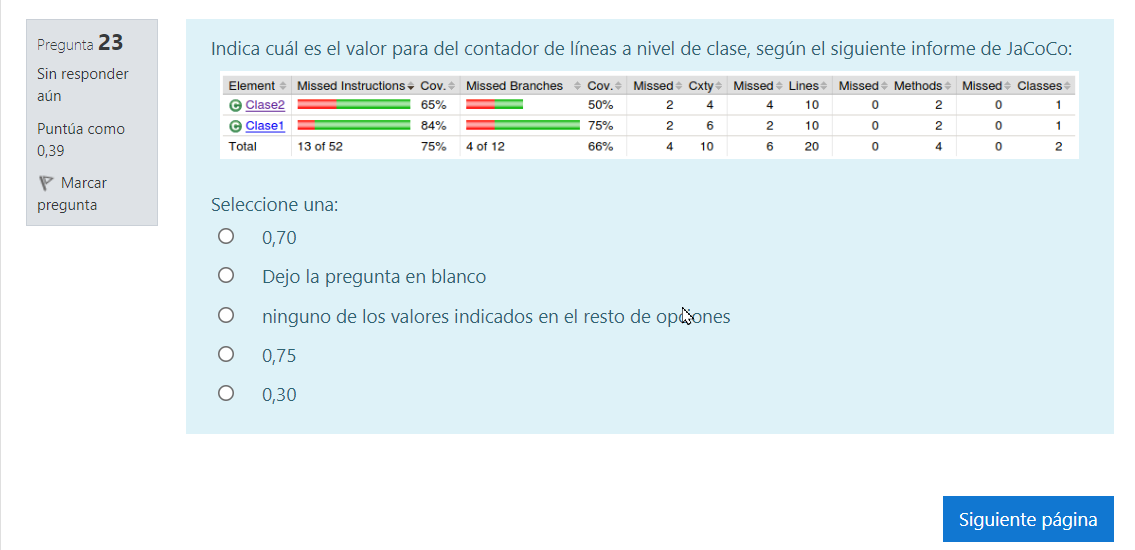 Pregunta 23
Sin responder
aún
Puntúa como
0,39
Marcar
pregunta
Indica cuál es el valor para del contador de líneas a nivel de clase, según el siguiente informe de JaCoCo:
Element Missed Instructions Cov. Missed Branches Cov. Missed Cxty Missed Lines Missed Methods Missed Classes
C Clase2 65% 50% 2 4 4 10 0 2 0 1
C Clase1 84% 75% 2 6 2 10 0 2 0 1
Total 13 of 52 75% 4 of 12 66% 4 10 6 20 0 4 0 2
Seleccione una:
0,70
Dejo la pregunta en blanco
ninguno de los valores indicados en el resto de opciones
0,75
0,30
Siguiente página